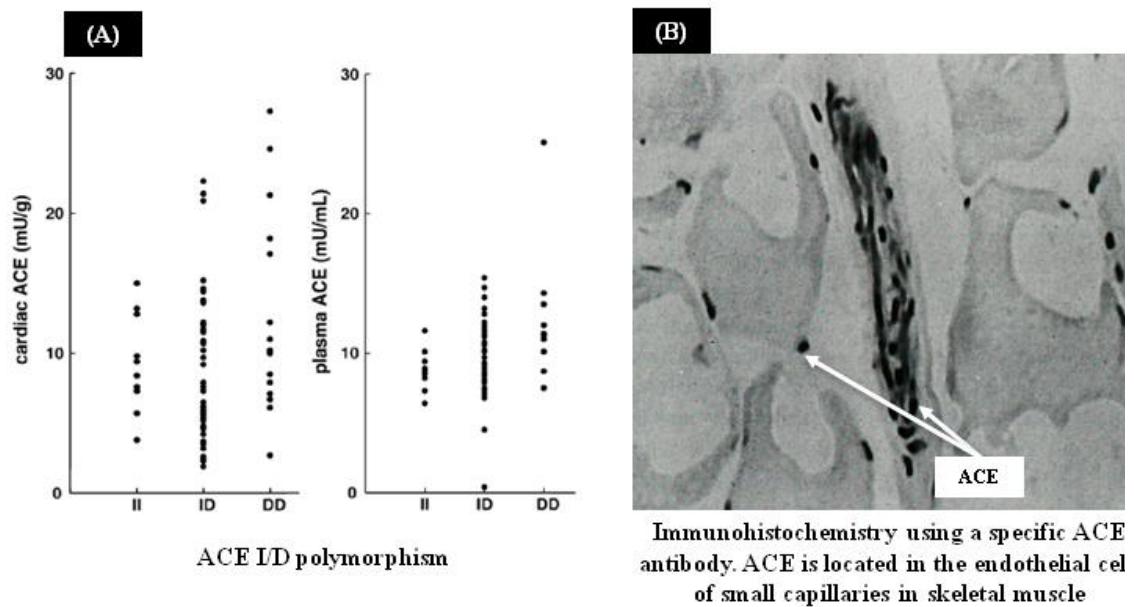 (A)
30
20
10
0
cardiac ACE (mU/g)
II ID DD
30
20
10
0
plasma ACE (mU/mL)
II ID DD
ACE I/D polymorphism
(B)
ACE
Immunohistochemistry using a specific ACE
antibody. ACE is located in the endothelial cel
of small capillaries in skeletal muscle